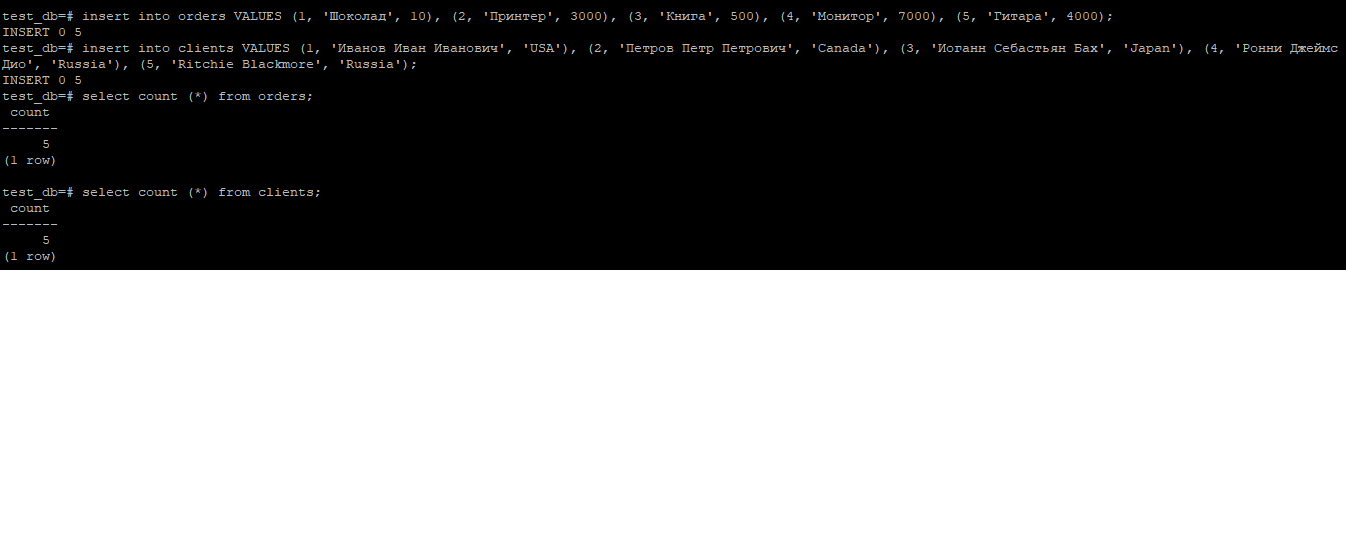 test_db=# insert into orders VALUES (1, 'Шоколад', 10), (2, 'Принтер', 3000), (3, 'Книга', 500), (4, 'Монитор', 7000), (5, 'Гитара', 4000);
INSERT 0 5
test_db=# insert into clients VALUES (1, 'Иванов Иван Иванович', 'USA'), (2, 'Петров Петр Петрович', 'Canada'), (3, 'Иоганн Себастьян Бах', 'Japan'), (4, 'Ронни Джеймс
Дио', 'Russia'), (5, 'Ritchie Blackmore', 'Russia');
INSERT 0 5
test_db=# select count (*) from orders;
count
-------
5
(1 row)
test_db=# select count (*) from clients;
count
-------
5
(1 row)